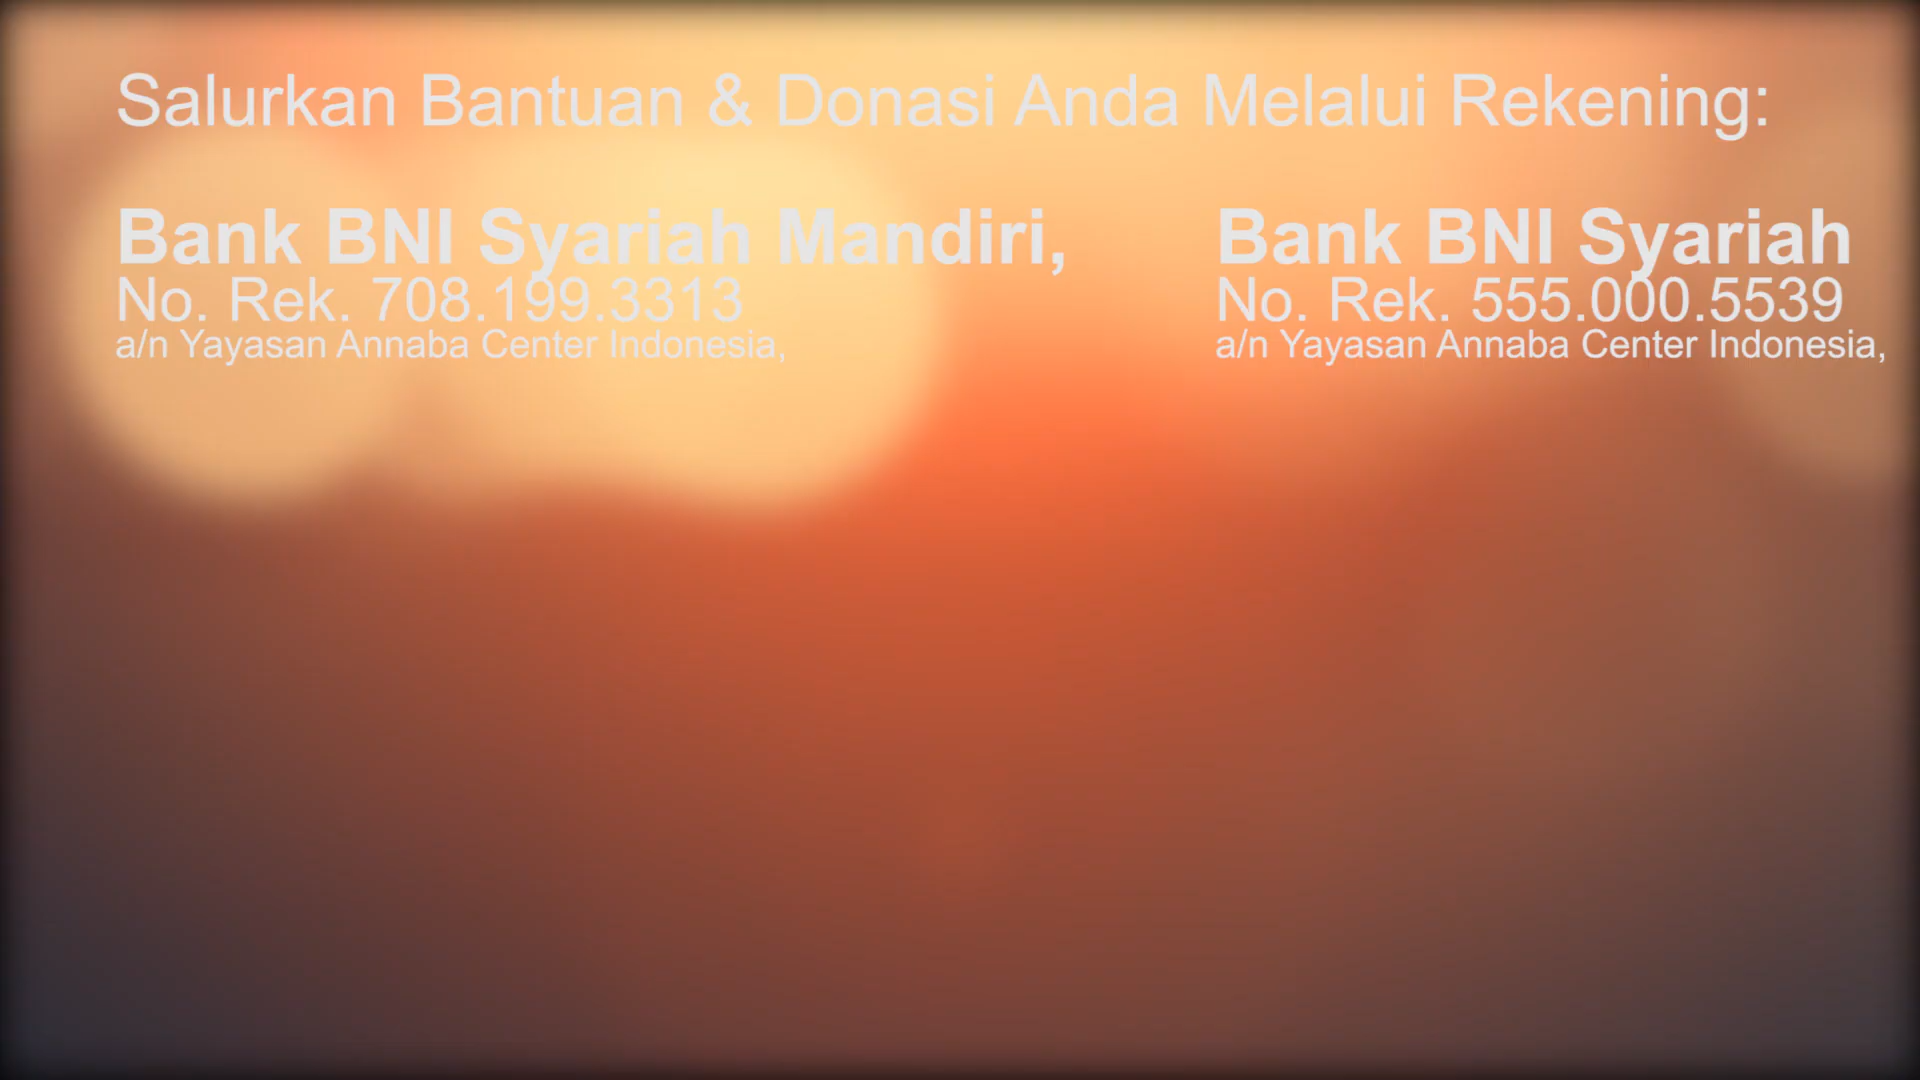 Salurkan Bantuan & Donasi Anda Melalui Rekening:
Bank BNI Syariah Mandiri,
No. Rek. 708.199.3313
a/n Yayasan Annaba Center Indonesia,
Bank BNI Syariah
No. Rek. 555.000.5539
a/n Yayasan Annaba Center Indonesia,